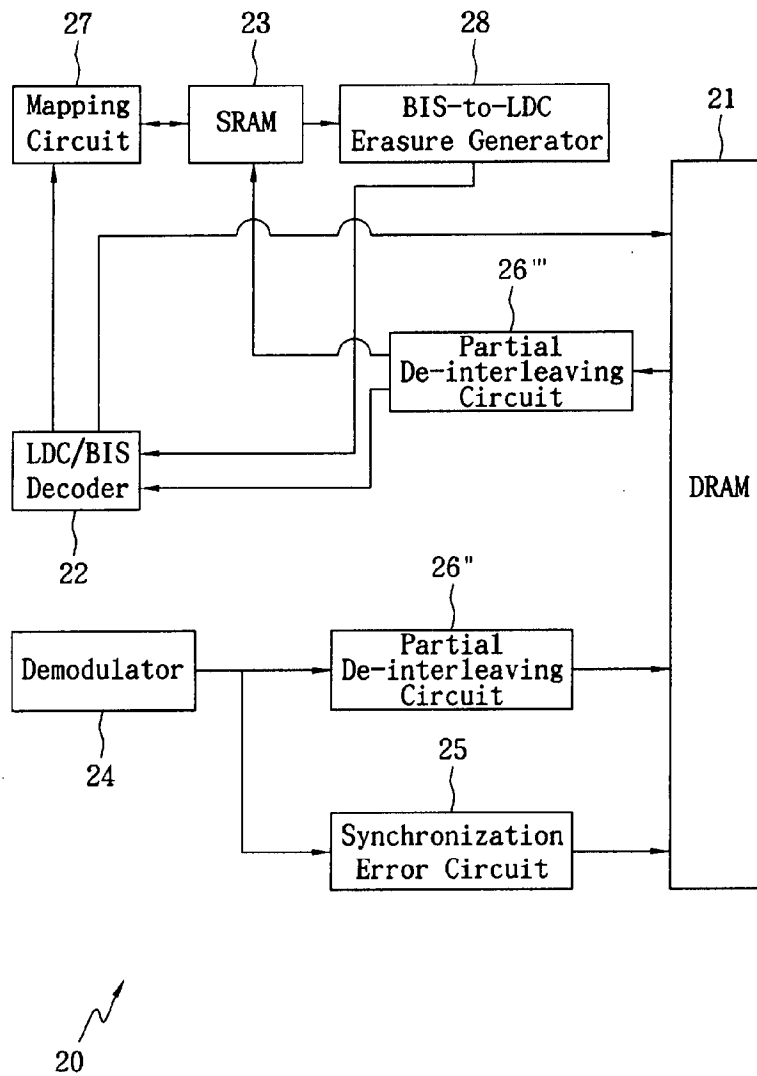 27
23
28
21
Mapping
Circuit
SRAM
BIS-to-LDC
Erasure Generator
26'''
Partial
De-interleaving
Circuit
LDC/BIS
Decoder
DRAM
22
26"
Demodulator
Partial
De-interleaving
Circuit
24
25
Synchronization
Error Circuit
20